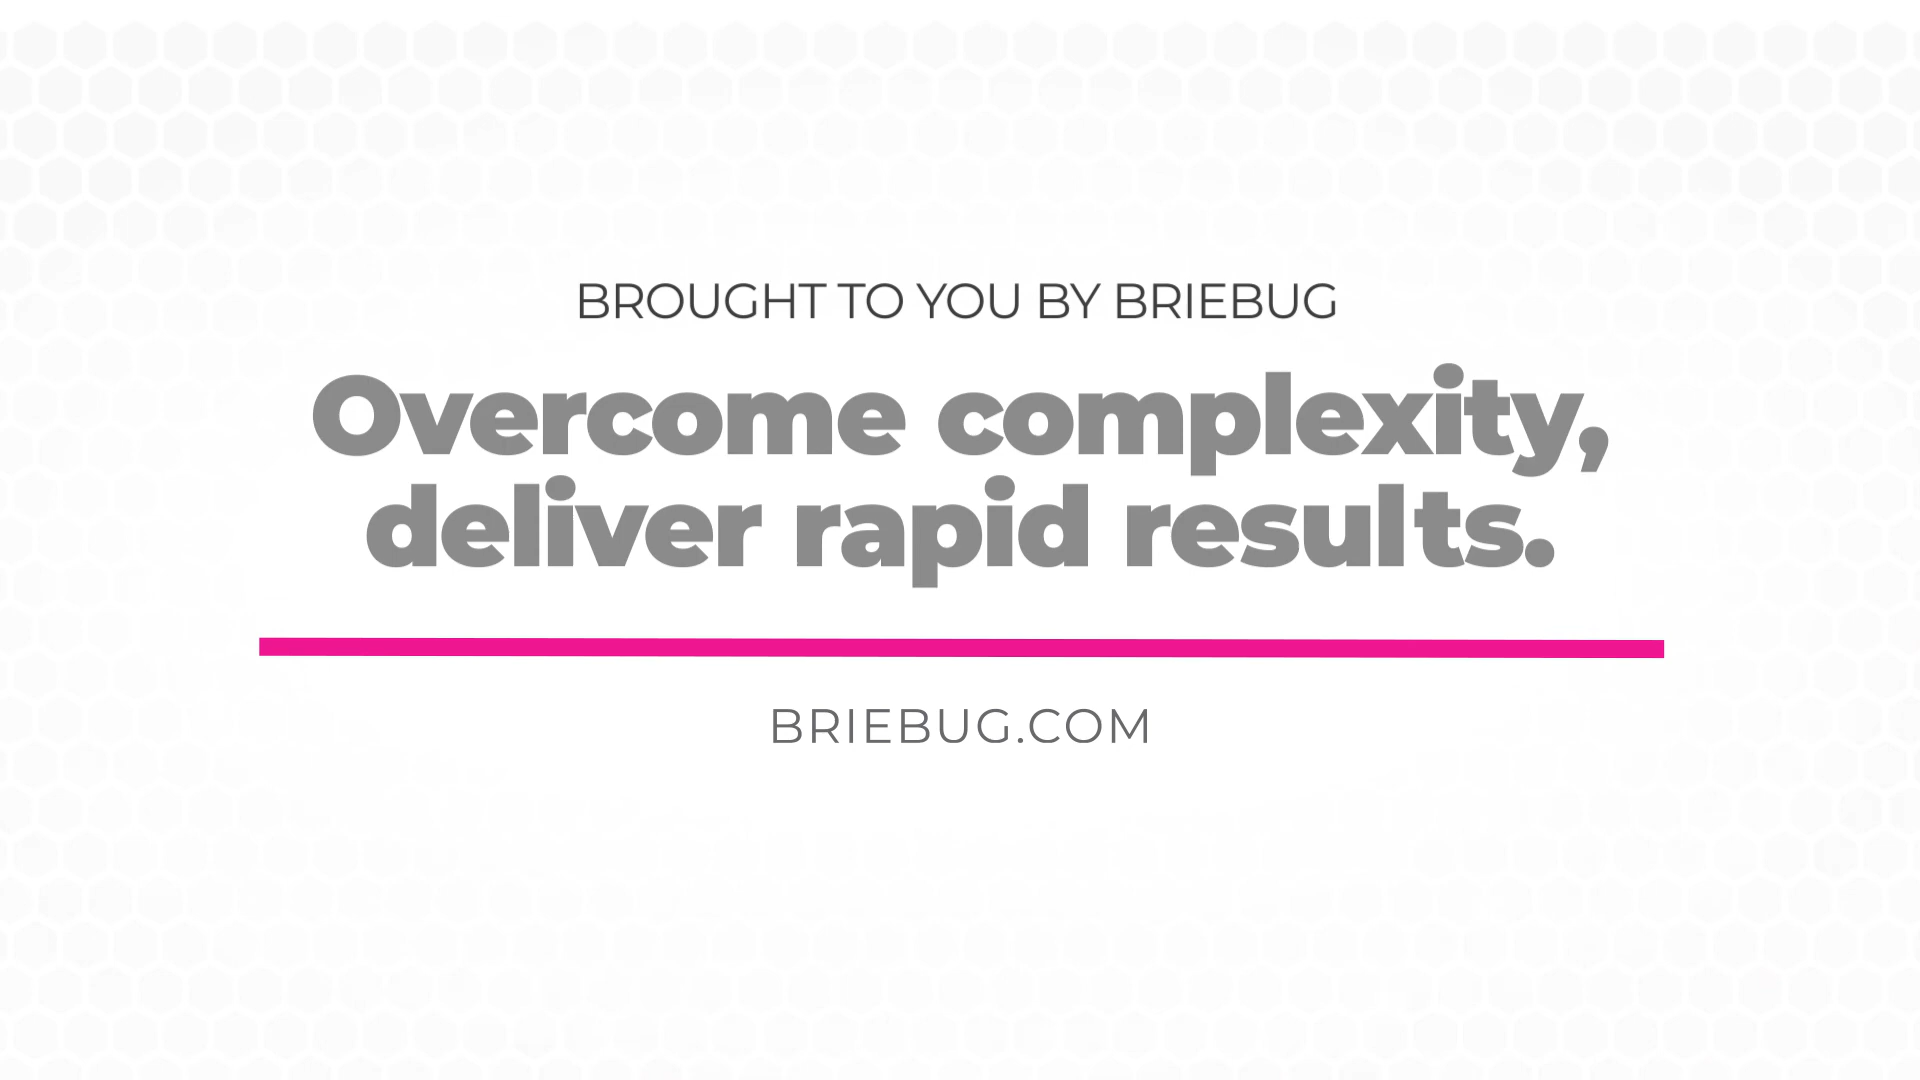 BROUGHT TO YOU BY BRIEBUG
Overcome complexity,
deliver rapid results.
BRIEBUG.COM